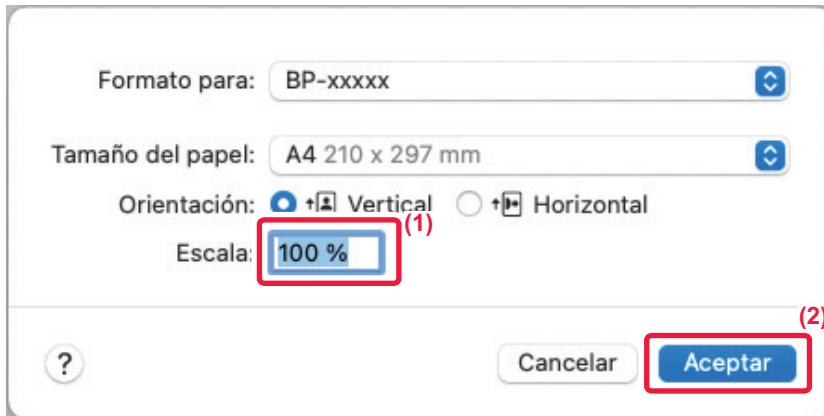 Formato para: BP-xxxxx
Tamaño del papel: A4 210 x 297 mm
Orientación: Vertical Horizontal
(1)
Escala: 100 %
(2)
? Cancelar Aceptar